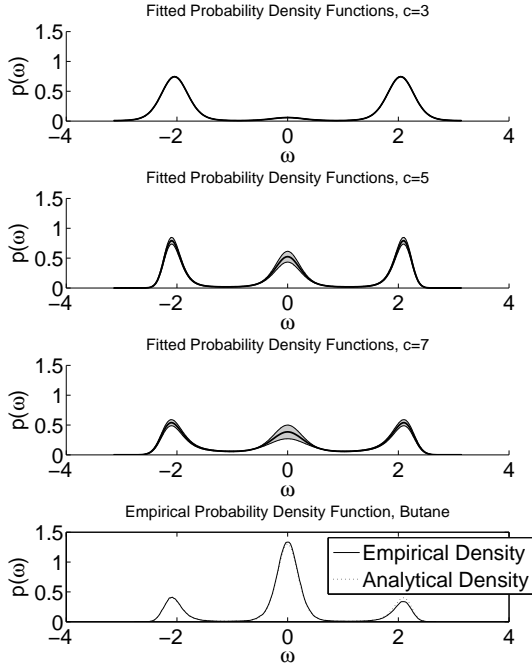 Fitted Probability Density Functions, c=3
1.5
1
0.5
0
p(ω)
−4 −2 0 2 4
ω
Fitted Probability Density Functions, c=5
1.5
1
0.5
0
p(ω)
−4 −2 0 2 4
ω
Fitted Probability Density Functions, c=7
1.5
1
0.5
0
p(ω)
−4 −2 0 2 4
ω
Empirical Probability Density Function, Butane
1.5
1
0.5
0
p(ω)
Empirical Density
Analytical Density
−4 −2 0 2 4
ω